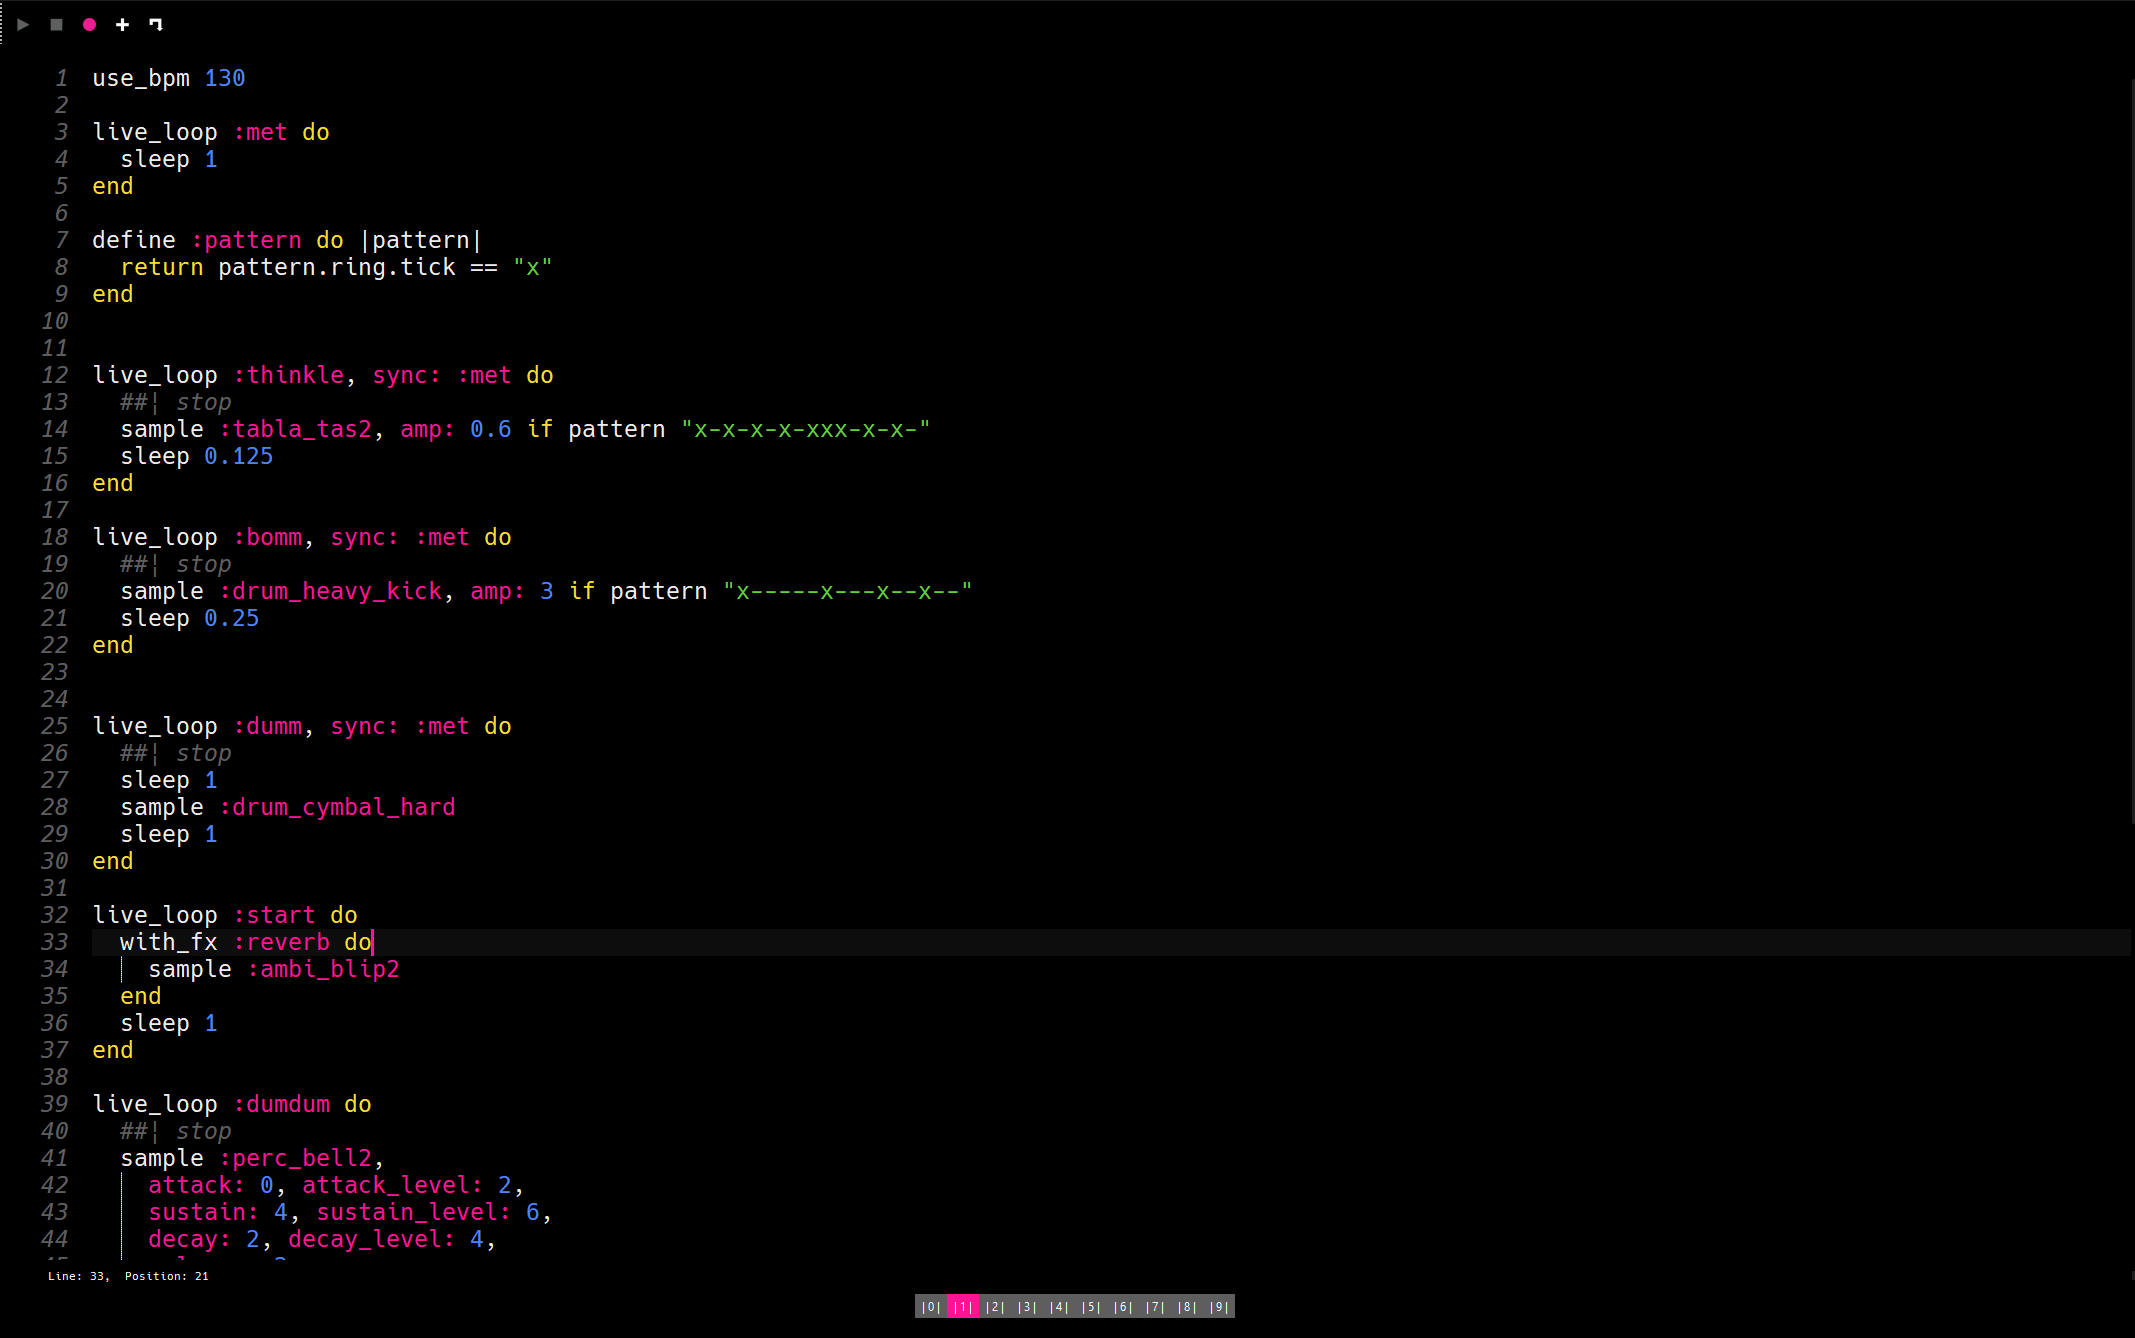 1 use_bpm 130
2
3 live_loop :met do
4   sleep 1
5 end
6
7 define :pattern do |pattern|
8   return pattern.ring.tick == "x"
9 end
10
11
12 live_loop :thinkle, sync: :met do
13   ##¦ stop
14   sample :tabla_tas2, amp: 0.6 if pattern "x-x-x-x-xxx-x-x-"
15   sleep 0.125
16 end
17
18 live_loop :bomm, sync: :met do
19   ##¦ stop
20   sample :drum_heavy_kick, amp: 3 if pattern "x-----x---x--x--"
21   sleep 0.25
22 end
23
24
25 live_loop :dumm, sync: :met do
26   ##¦ stop
27   sleep 1
28   sample :drum_cymbal_hard
29   sleep 1
30 end
31
32 live_loop :start do
33   with_fx :reverb do
34     sample :ambi_blip2
35   end
36   sleep 1
37 end
38
39 live_loop :dumdum do
40   ##¦ stop
41   sample :perc_bell2,
42     attack: 0, attack_level: 2,
43     sustain: 4, sustain_level: 6,
44     decay: 2, decay_level: 4,
Line: 33, Position: 21
|0| |1| |2| |3| |4| |5| |6| |7| |8| |9|